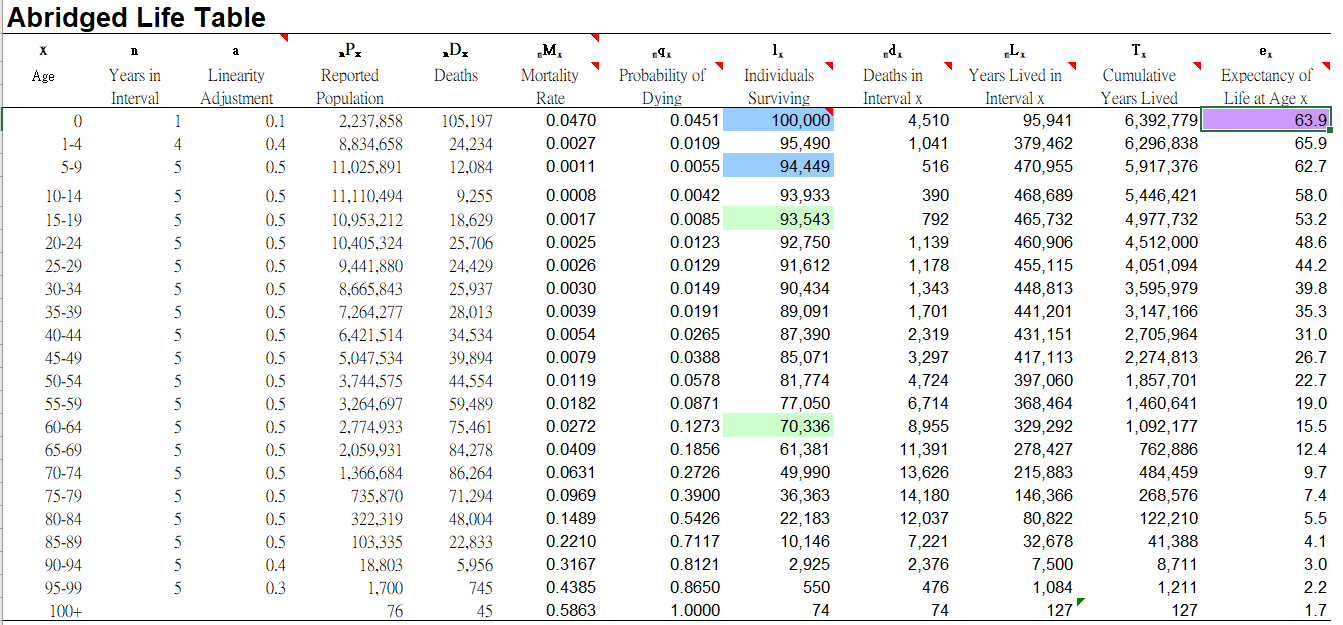 Abridged Life Table
x n a nPx nDx nMx nqx lx ndx nLx Tx ex
Age Years in Linearity Reported Deaths Mortality Probability of Individuals Deaths in Years Lived in Cumulative Expectancy of
Interval Adjustment Population Rate Dying Surviving Interval x Interval x Years Lived Life at Age x
0 1 0.1 2,237,858 105,197 0.0470 0.0451 100,000 4,510 95,941 6,392,779 63.9
1-4 4 0.4 8,834,658 24,234 0.0027 0.0109 95,490 1,041 379,462 6,296,838 65.9
5-9 5 0.5 11,025,891 12,084 0.0011 0.0055 94,449 516 470,955 5,917,376 62.7
10-14 5 0.5 11,110,494 9,255 0.0008 0.0042 93,933 390 468,689 5,446,421 58.0
15-19 5 0.5 10,953,212 18,629 0.0017 0.0085 93,543 792 465,732 4,977,732 53.2
20-24 5 0.5 10,405,324 25,706 0.0025 0.0123 92,750 1,139 460,906 4,512,000 48.6
25-29 5 0.5 9,441,880 24,429 0.0026 0.0129 91,612 1,178 455,115 4,051,094 44.2
30-34 5 0.5 8,665,843 25,937 0.0030 0.0149 90,434 1,343 448,813 3,595,979 39.8
35-39 5 0.5 7,264,277 28,013 0.0039 0.0191 89,091 1,701 441,201 3,147,166 35.3
40-44 5 0.5 6,421,514 34,534 0.0054 0.0265 87,390 2,319 431,151 2,705,964 31.0
45-49 5 0.5 5,047,534 39,894 0.0079 0.0388 85,071 3,297 417,113 2,274,813 26.7
50-54 5 0.5 3,744,575 44,554 0.0119 0.0578 81,774 4,724 397,060 1,857,701 22.7
55-59 5 0.5 3,264,697 59,489 0.0182 0.0871 77,050 6,714 368,464 1,460,641 19.0
60-64 5 0.5 2,774,933 75,461 0.0272 0.1273 70,336 8,955 329,292 1,092,177 15.5
65-69 5 0.5 2,059,931 84,278 0.0409 0.1856 61,381 11,391 278,427 762,886 12.4
70-74 5 0.5 1,366,684 86,264 0.0631 0.2726 49,990 13,626 215,883 484,459 9.7
75-79 5 0.5 735,870 71,294 0.0969 0.3900 36,363 14,180 146,366 268,576 7.4
80-84 5 0.5 322,319 48,004 0.1489 0.5426 22,183 12,037 80,822 122,210 5.5
85-89 5 0.5 103,335 22,833 0.2210 0.7117 10,146 7,221 32,678 41,388 4.1
90-94 5 0.4 18,803 5,956 0.3167 0.8121 2,925 2,376 7,500 8,711 3.0
95-99 5 0.3 1,700 745 0.4385 0.8650 550 476 1,084 1,211 2.2
100+ 76 45 0.5863 1.0000 74 74 127 127 1.7